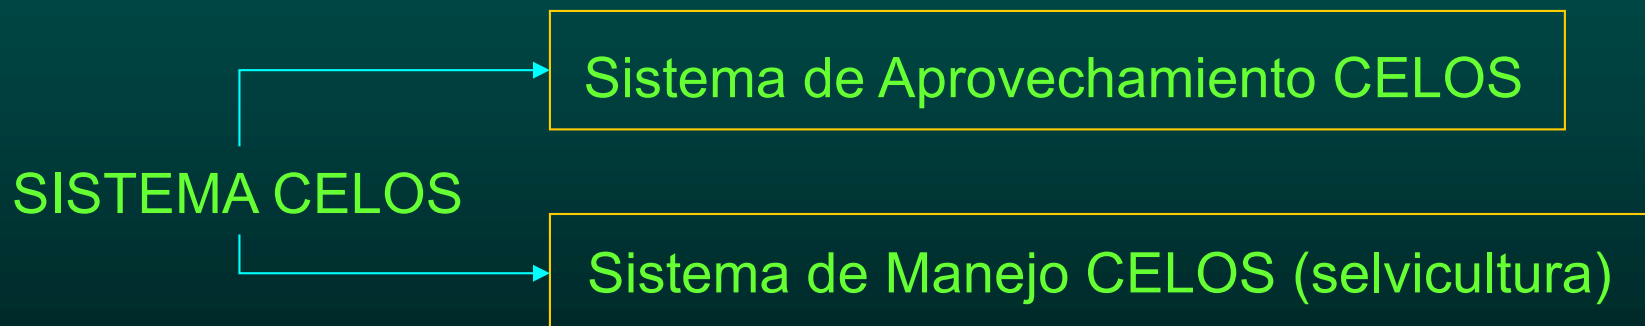 Sistema de Aprovechamiento CELOS
SISTEMA CELOS
Sistema de Manejo CELOS (selvicultura)